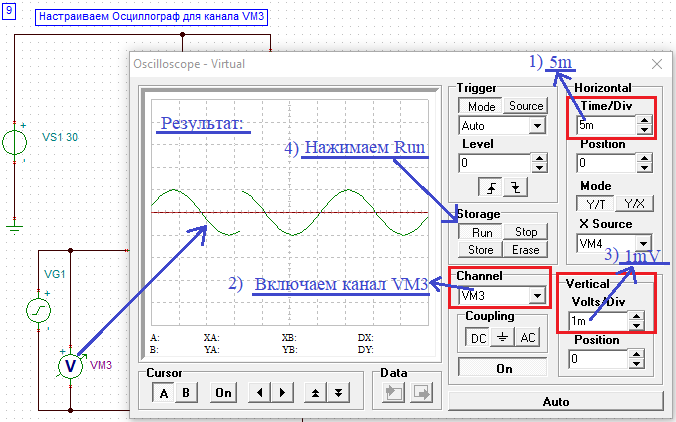 9
Настраиваем Осциллограф для канала VM3
Oscilloscope - Virtual
1) 5m
Trigger
Horizontal
Mode
Source
Time/Div
Результат:
Auto
5m
4) Нажимаем Run
Level
Position
VS1 30
0
0
Mode
Y/T
Y/X
Storage
X Source
Run
Stop
VM4
Store
Erase
3) 1mV
VG1
2) Включаем канал VM3
Channel
Vertical
VM3
Volts/Div
1m
Coupling
DC
AC
Position
A: XA: XB: DX:
B: YA: YB: DY:
0
V
VM3
On
Cursor
Data
A
B
On
Auto